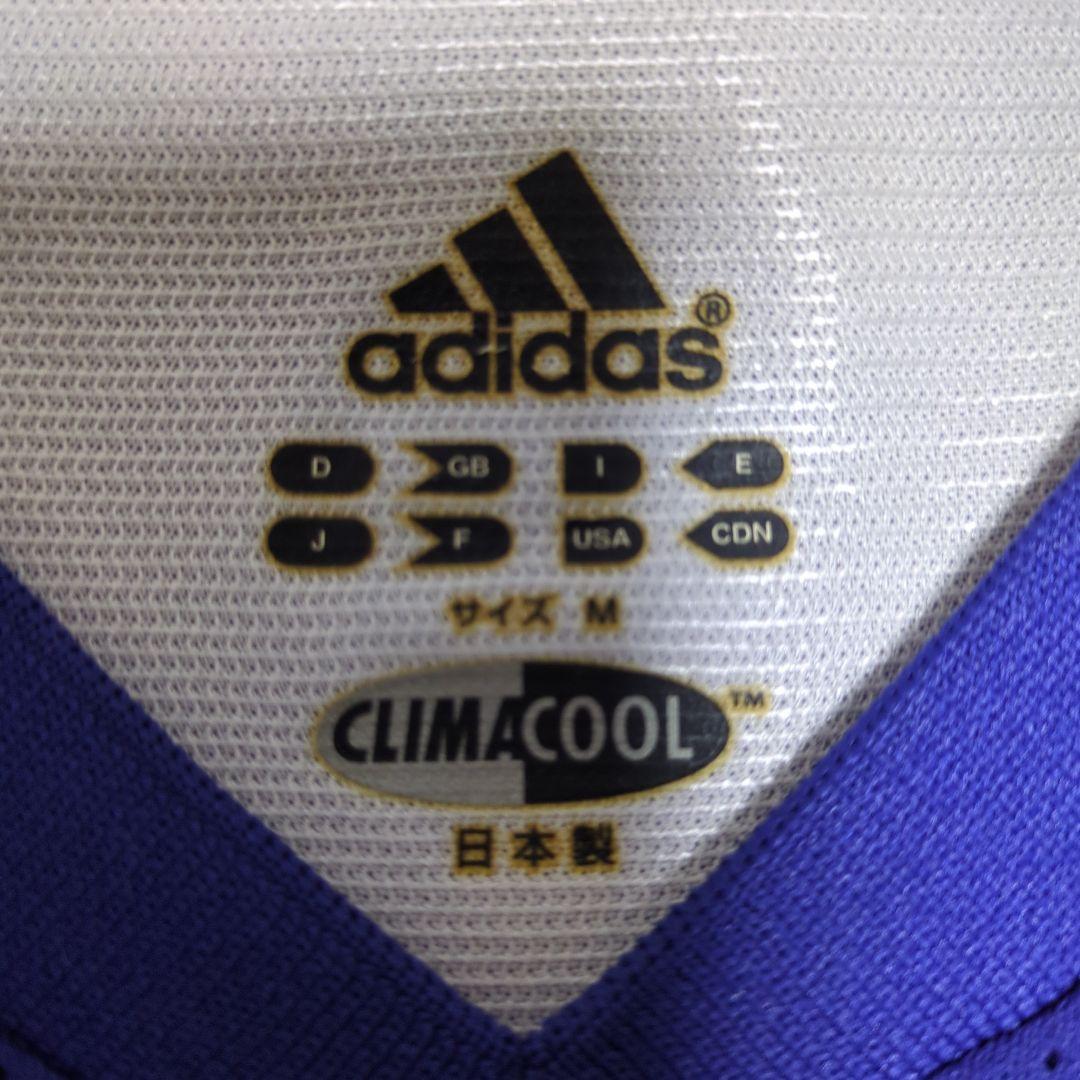 adidas®
D GB I E
J F USA CDN
サイズ M
CLIMACOOL™
日本製